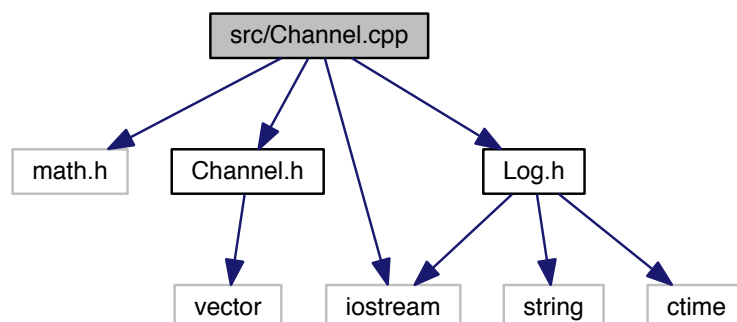 src/Channel.cpp
math.h
Channel.h
Log.h
vector
iostream
string
ctime